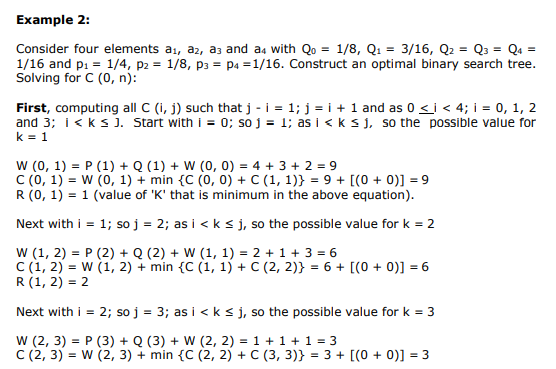 Example 2:
Consider four elements a₁, a₂, a₃ and a₄ with Q₀ = 1/8, Q₁ = 3/16, Q₂ = Q₃ = Q₄ =
1/16 and p₁ = 1/4, p₂ = 1/8, p₃ = p₄ =1/16. Construct an optimal binary search tree.
Solving for C (0, n):
First, computing all C (i, j) such that j - i = 1; j = i + 1 and as 0 ≤ i < 4; i = 0, 1, 2
and 3; i < k ≤ J. Start with i = 0; so j = 1; as i < k ≤ j, so the possible value for
k = 1
W (0, 1) = P (1) + Q (1) + W (0, 0) = 4 + 3 + 2 = 9
C (0, 1) = W (0, 1) + min {C (0, 0) + C (1, 1)} = 9 + [(0 + 0)] = 9
R (0, 1) = 1 (value of 'K' that is minimum in the above equation).
Next with i = 1; so j = 2; as i < k ≤ j, so the possible value for k = 2
W (1, 2) = P (2) + Q (2) + W (1, 1) = 2 + 1 + 3 = 6
C (1, 2) = W (1, 2) + min {C (1, 1) + C (2, 2)} = 6 + [(0 + 0)] = 6
R (1, 2) = 2
Next with i = 2; so j = 3; as i < k ≤ j, so the possible value for k = 3
W (2, 3) = P (3) + Q (3) + W (2, 2) = 1 + 1 + 1 = 3
C (2, 3) = W (2, 3) + min {C (2, 2) + C (3, 3)} = 3 + [(0 + 0)] = 3